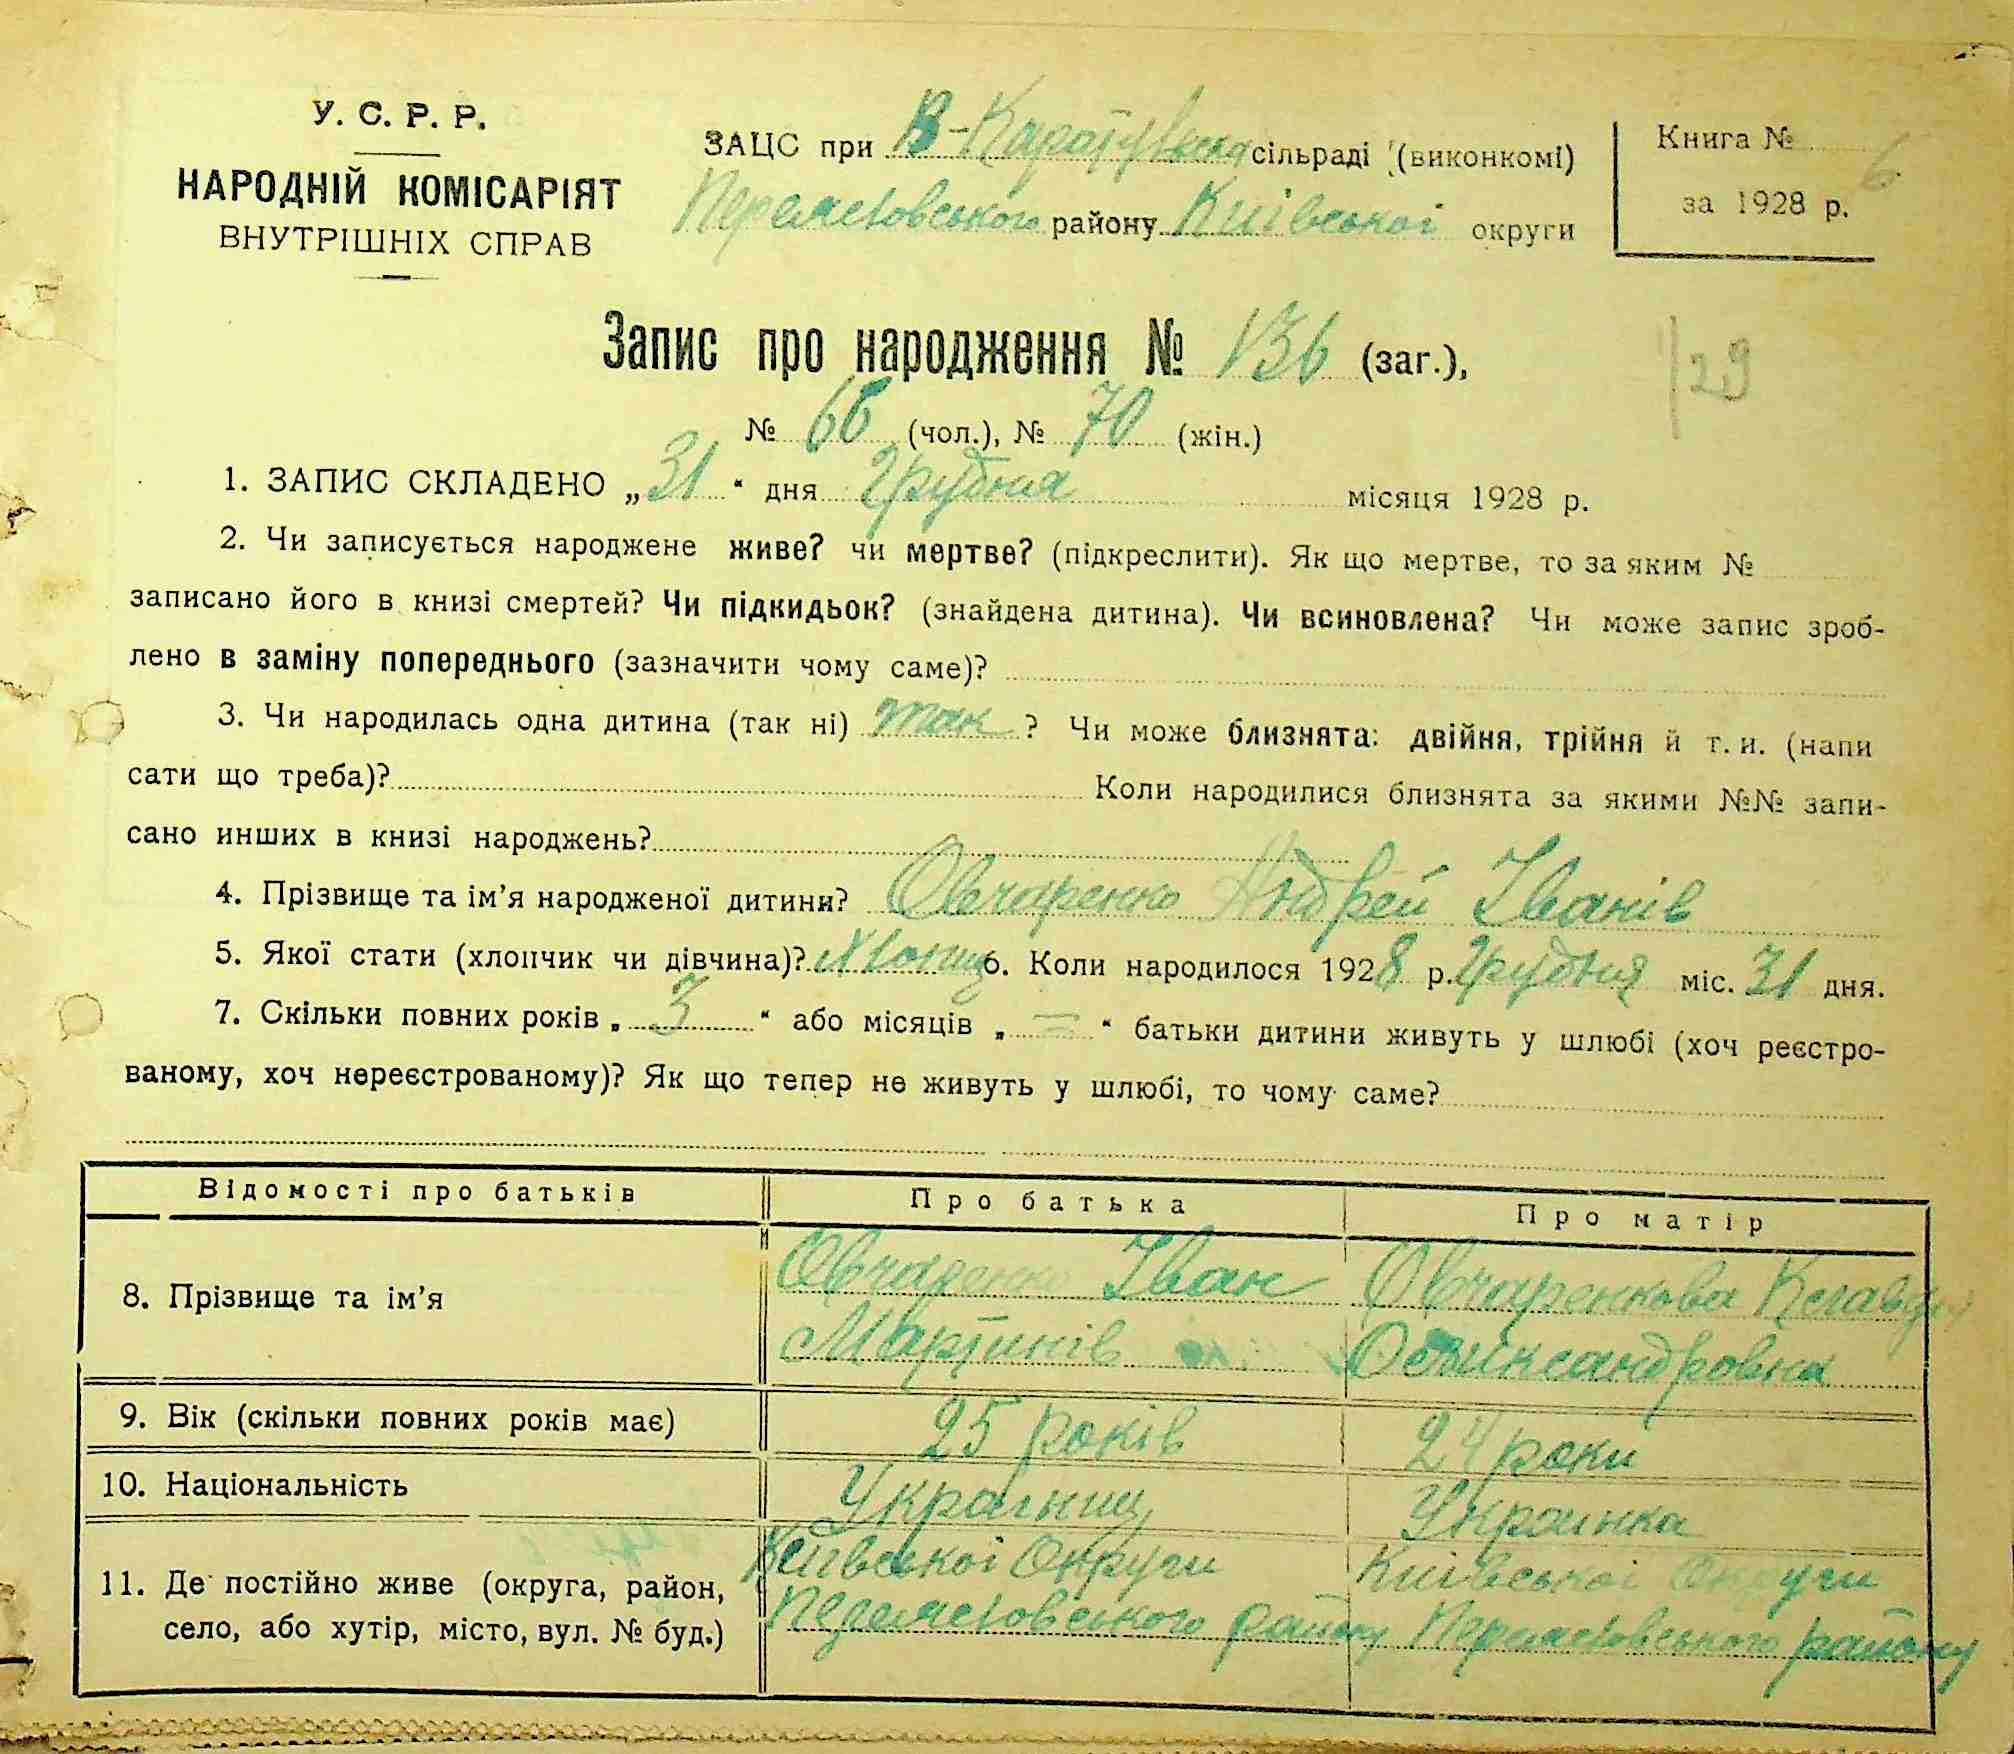 У. С. Р. Р.
НАРОДНІЙ КОМІСАРІЯТ
ВНУТРІШНІХ СПРАВ
ЗАЦС при В-Каратулська сільраді (виконкомі)
Переяславського району Київської округи
Книга № 6
за 1928 р.
Запис про народження № 136 (заг.),
129
№ 66 (чол.), № 70 (жін.)
1. ЗАПИС СКЛАДЕНО „31“ дня Грудня місяця 1928 р.
2. Чи записується народжене живе? чи мертве? (підкреслити). Як що мертве, то за яким №
записано його в книзі смертей? Чи підкидьок? (знайдена дитина). Чи всиновлена? Чи може запис зроб-
лено в заміну попереднього (зазначити чому саме)?
3. Чи народилась одна дитина (так ні) так ? Чи може близнята: двійня, трійня й т. и. (напи
сати що треба)? Коли народилися близнята за якими №№ запи-
сано инших в книзі народжень?
4. Прізвище та ім’я народженої дитини? Овчаренко Андрей Іванів
5. Якої стати (хлопчик чи дівчина)? Хлопиць 6. Коли народилося 1928 р. Грудня міс. 31 дня.
7. Скільки повних років „ 3 “ або місяців „ — “ батьки дитини живуть у шлюбі (хоч реєстро-
ваному, хоч нереєстрованому)? Як що тепер не живуть у шлюбі, то чому саме?
Відомості про батьків Про батька Про матір
8. Прізвище та ім’я
Овчаренко Іван
Мартинів
Овчаренкова Клавдия
Олександровна
9. Вік (скільки повних років має) 25 років 24 роки
10. Національність Україниц Украинка
11. Де постійно живе (округа, район,
село, або хутір, місто, вул. № буд.)
Київської Округи
Переяславського району
Київської Округи
Переяславського району